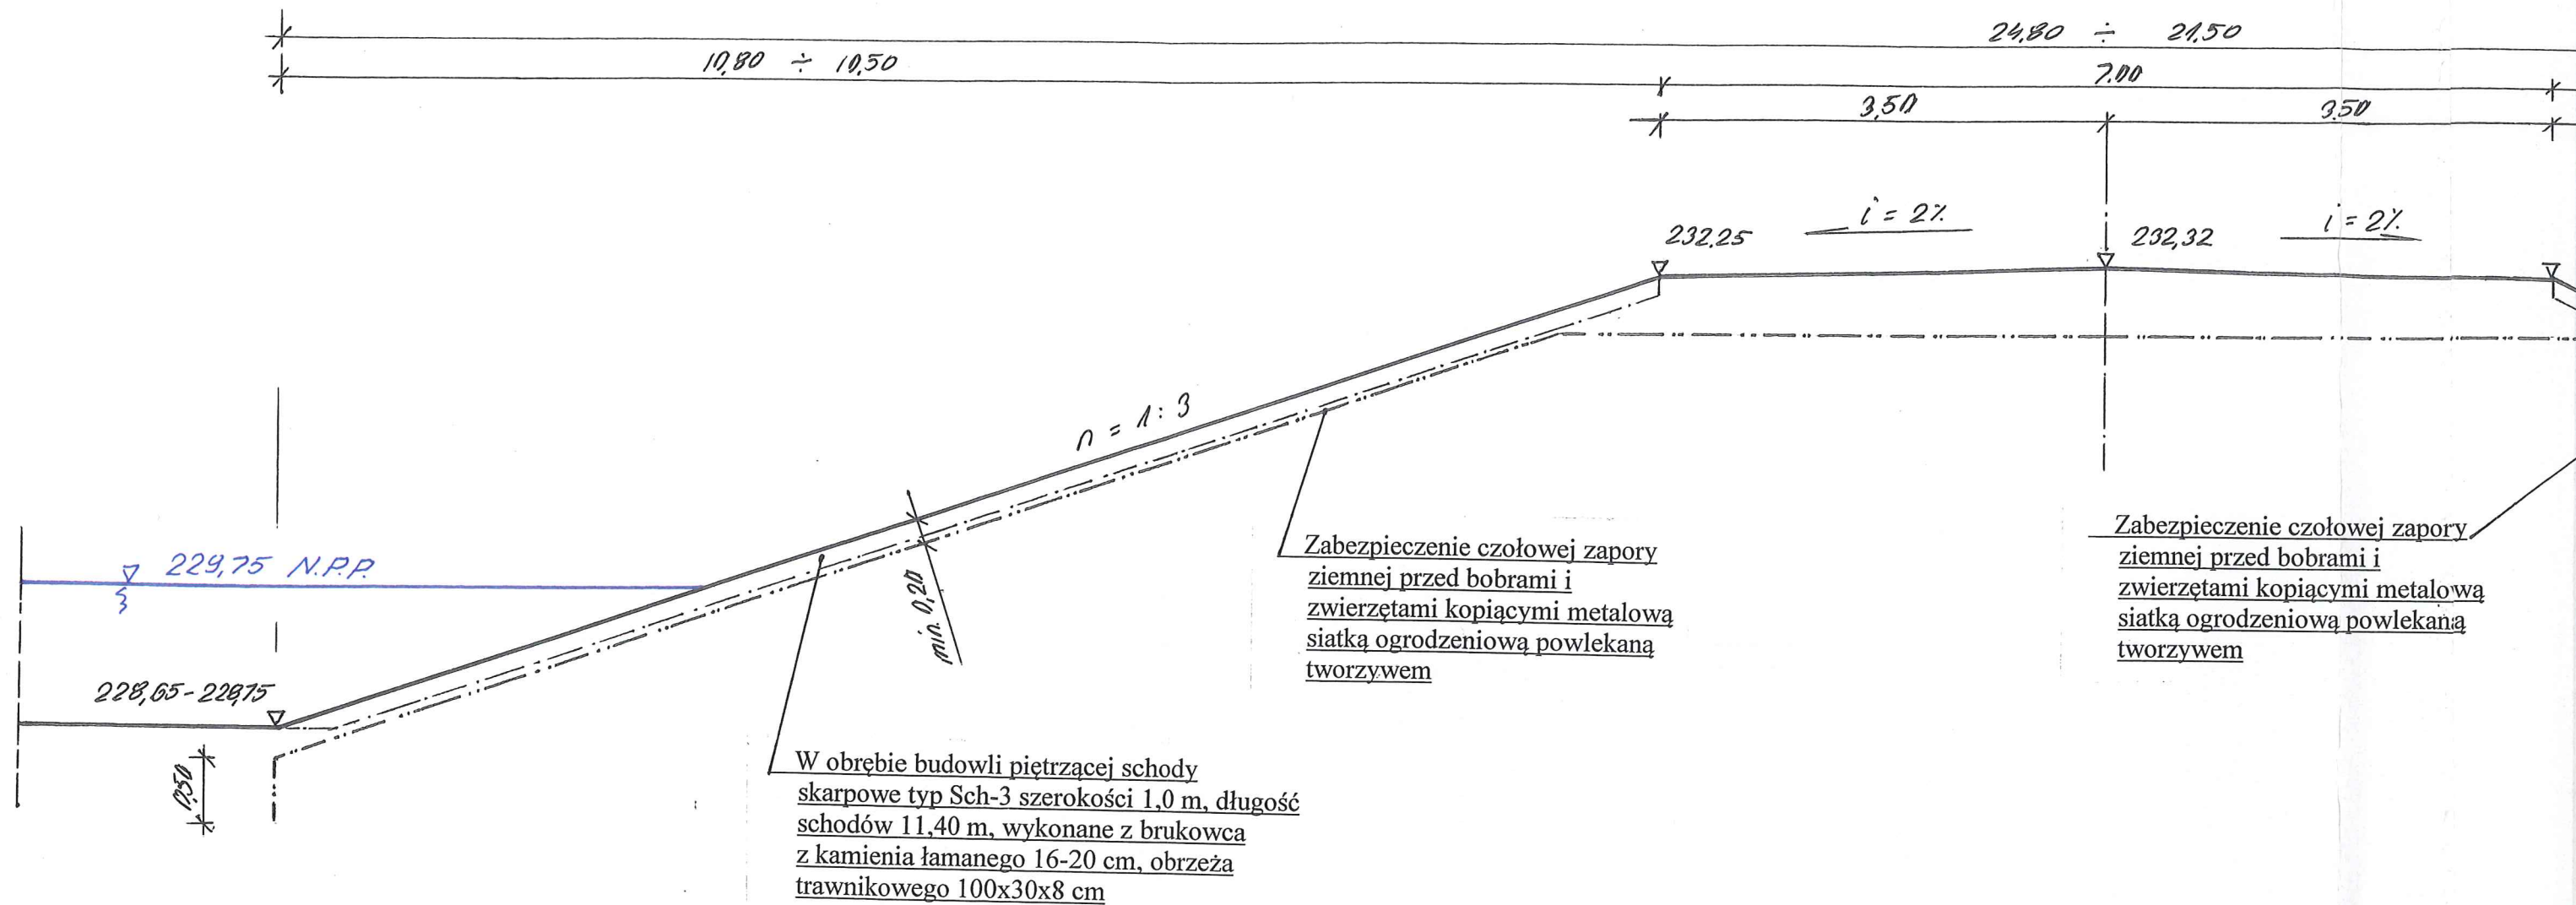 24,80 ÷ 21,50
10,80 ÷ 10,50
7.00
3,50
3.50
232.25
i = 2%
232,32
i = 2%
n = 1:3
229,75 N.P.P.
min. 0,20
228,65-228,75
0,50
Zabezpieczenie czołowej zapory
ziemnej przed bobrami i
zwierzętami kopiącymi metalową
siatką ogrodzeniową powlekaną
tworzywem
Zabezpieczenie czołowej zapory
ziemnej przed bobrami i
zwierzętami kopiącymi metalową
siatką ogrodzeniową powlekaną
tworzywem
W obrębie budowli piętrzącej schody
skarpowe typ Sch-3 szerokości 1,0 m, długość
schodów 11,40 m, wykonane z brukowca
z kamienia łamanego 16-20 cm, obrzeża
trawnikowego 100x30x8 cm